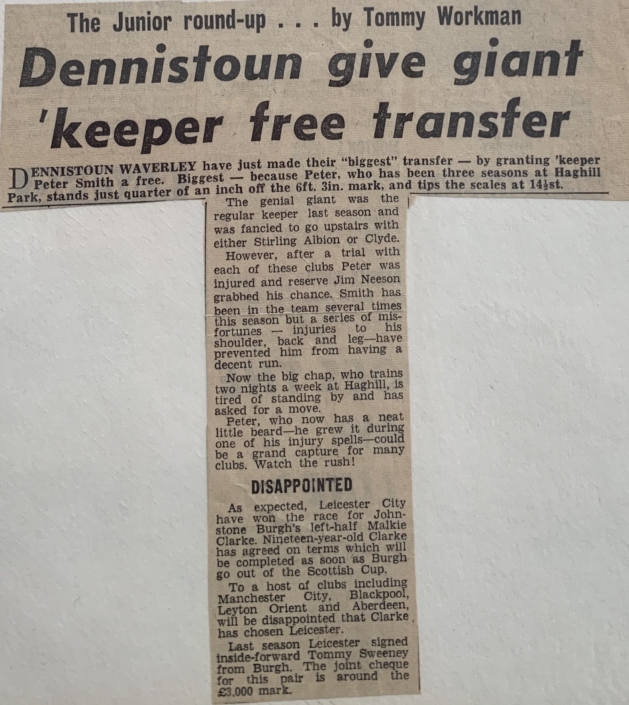 The Junior round-up . . . by Tommy Workman
Dennistoun give giant
'keeper free transfer
DENNISTOUN WAVERLEY have just made their "biggest" transfer — by granting 'keeper
Peter Smith a free. Biggest — because Peter, who has been three seasons at Haghill
Park, stands just quarter of an inch off the 6ft. 3in. mark, and tips the scales at 14½st.
The genial giant was the
regular keeper last season and
was fancied to go upstairs with
either Stirling Albion or Clyde.
However, after a trial with
each of these clubs Peter was
injured and reserve Jim Neeson
grabbed his chance. Smith has
been in the team several times
this season but a series of mis-
fortunes — injuries to his
shoulder, back and leg—have
prevented him from having a
decent run.
Now the big chap, who trains
two nights a week at Haghill, is
tired of standing by and has
asked for a move.
Peter, who now has a neat
little beard—he grew it during
one of his injury spells—could
be a grand capture for many
clubs. Watch the rush!
DISAPPOINTED
As expected, Leicester City
have won the race for John-
stone Burgh's left-half Malkie
Clarke. Nineteen-year-old Clarke
has agreed on terms which will
be completed as soon as Burgh
go out of the Scottish Cup.
To a host of clubs including
Manchester City, Blackpool,
Leyton Orient and Aberdeen,
will be disappointed that Clarke
has chosen Leicester.
Last season Leicester signed
inside-forward Tommy Sweeney
from Burgh. The joint cheque
for this pair is around the
£3,000 mark.